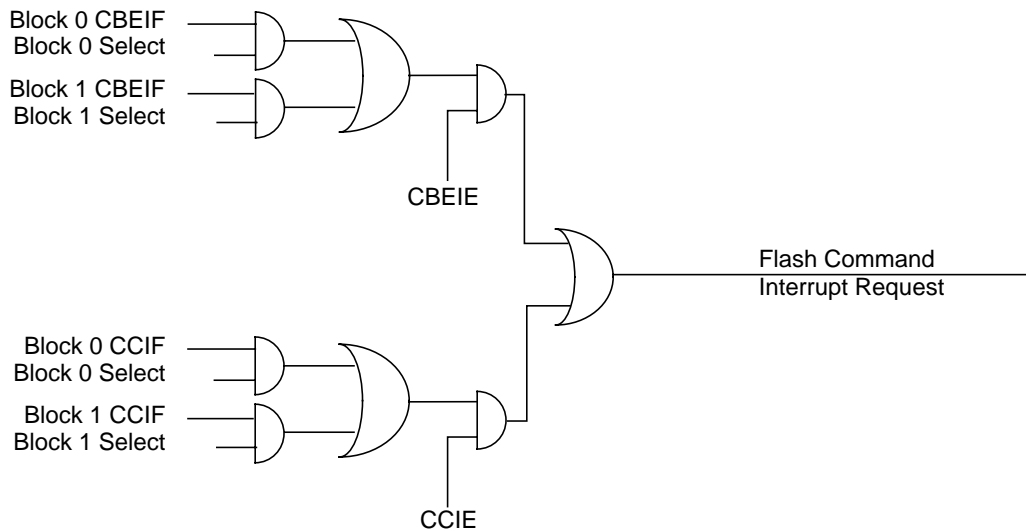 Block 0 CBEIF
Block 0 Select
Block 1 CBEIF
Block 1 Select
CBEIE
Flash Command
Interrupt Request
Block 0 CCIF
Block 0 Select
Block 1 CCIF
Block 1 Select
CCIE